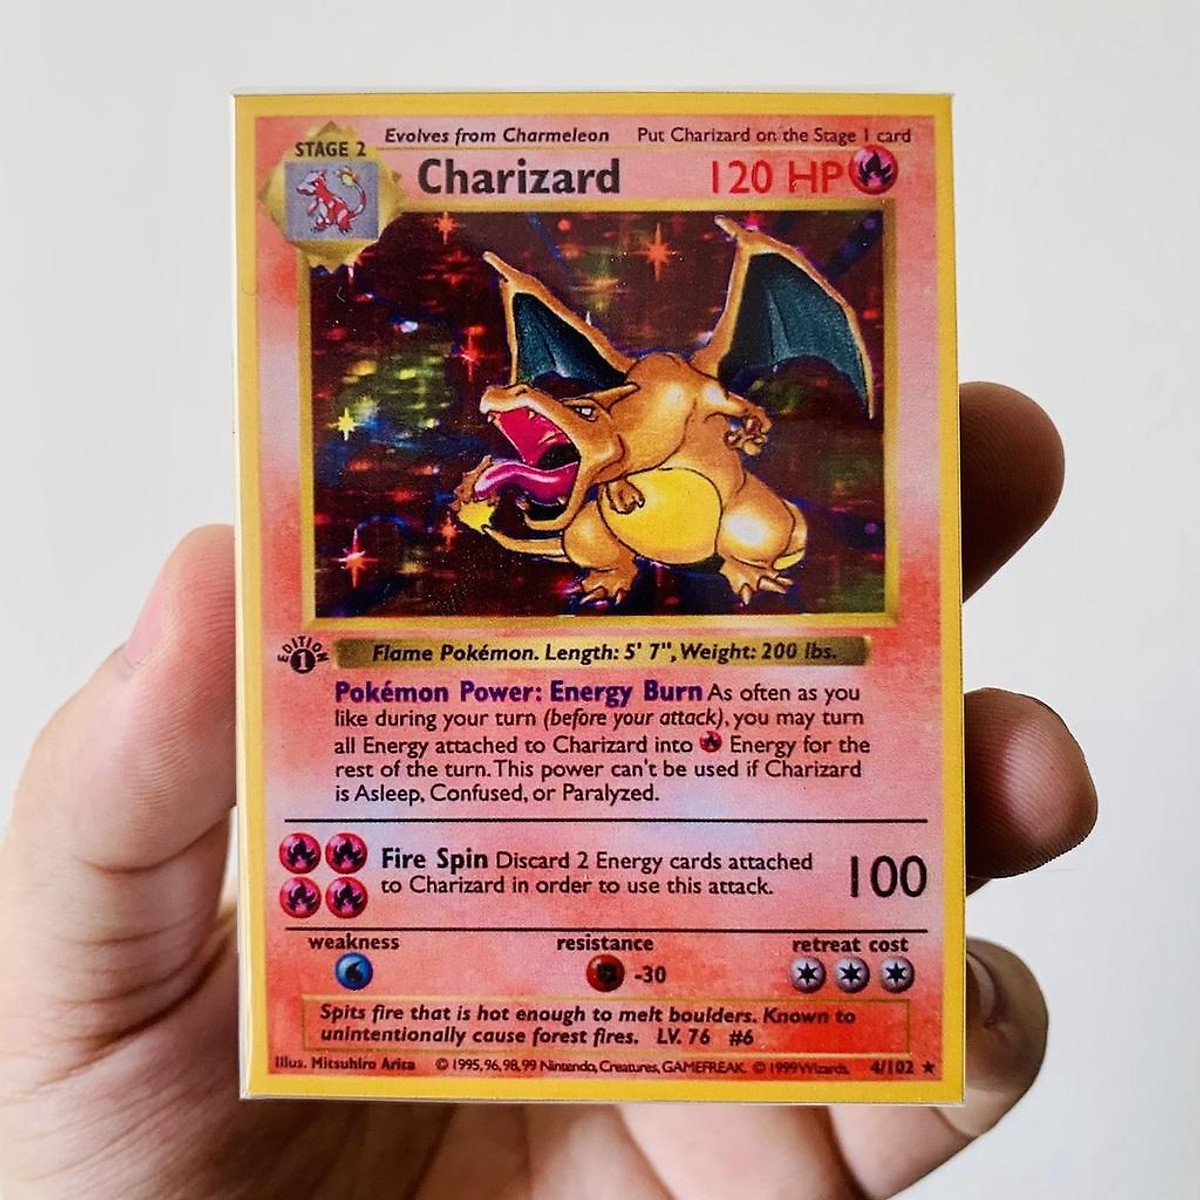 Evolves from Charmeleon Put Charizard on the Stage 1 card
STAGE 2
Charizard 120 HP
EDITION
1
Flame Pokémon. Length: 5' 7", Weight: 200 lbs.
Pokémon Power: Energy Burn As often as you
like during your turn (before your attack), you may turn
all Energy attached to Charizard into Energy for the
rest of the turn. This power can't be used if Charizard
is Asleep, Confused, or Paralyzed.
Fire Spin Discard 2 Energy cards attached
to Charizard in order to use this attack.
100
weakness resistance retreat cost
-30
Spits fire that is hot enough to melt boulders. Known to
unintentionally cause forest fires. LV. 76 #6
Illus. Mitsuhiro Arita © 1995, 96, 98, 99 Nintendo, Creatures, GAMEFREAK. © 1999 Wizards. 4/102